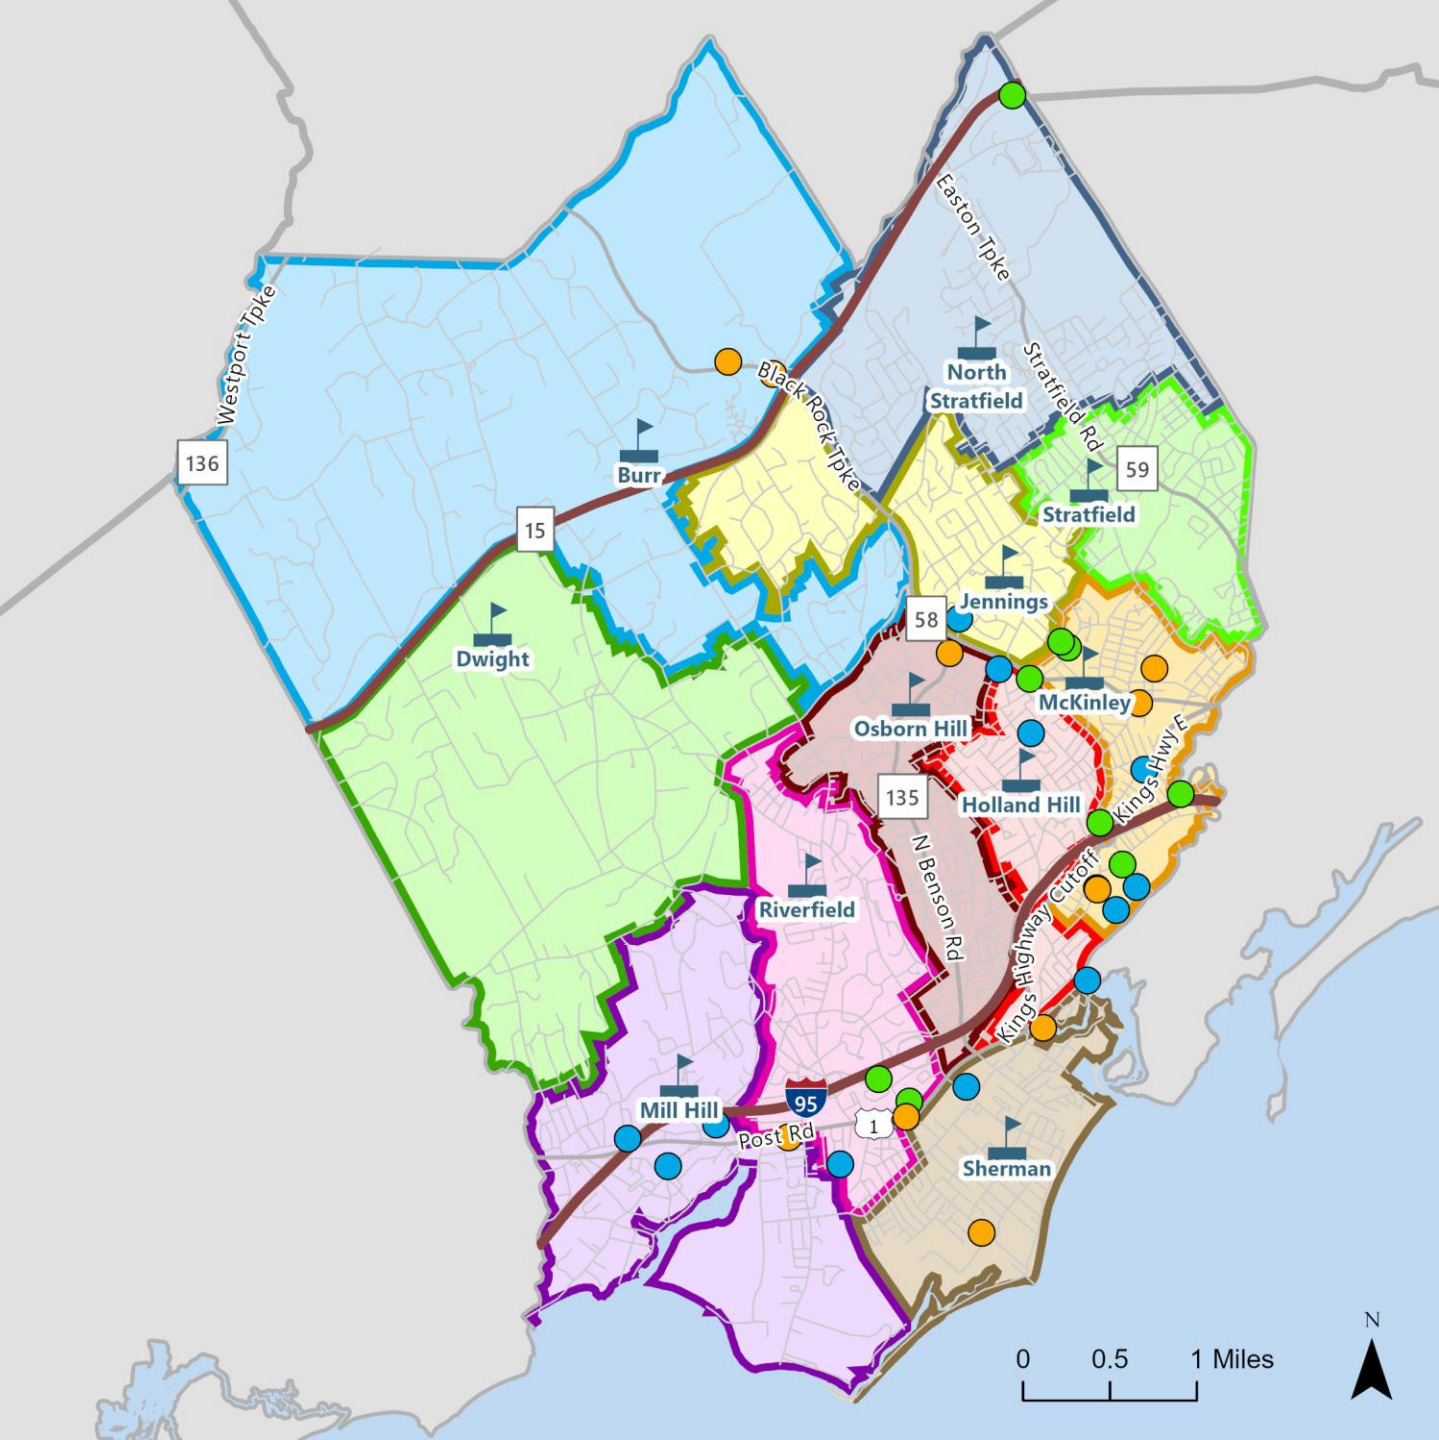 Easton Tpke
Westport Tpke
North
Stratfield
Stratfield Rd
Black Rock Tpke
136
Burr
59
Stratfield
15
Jennings
58
Dwight
McKinley
Osborn Hill
Kings Hwy E
135
Holland Hill
N Benson Rd
Riverfield
Kings Highway Cutoff
Mill Hill
95
1
Post Rd
Sherman
N
0 0.5 1 Miles